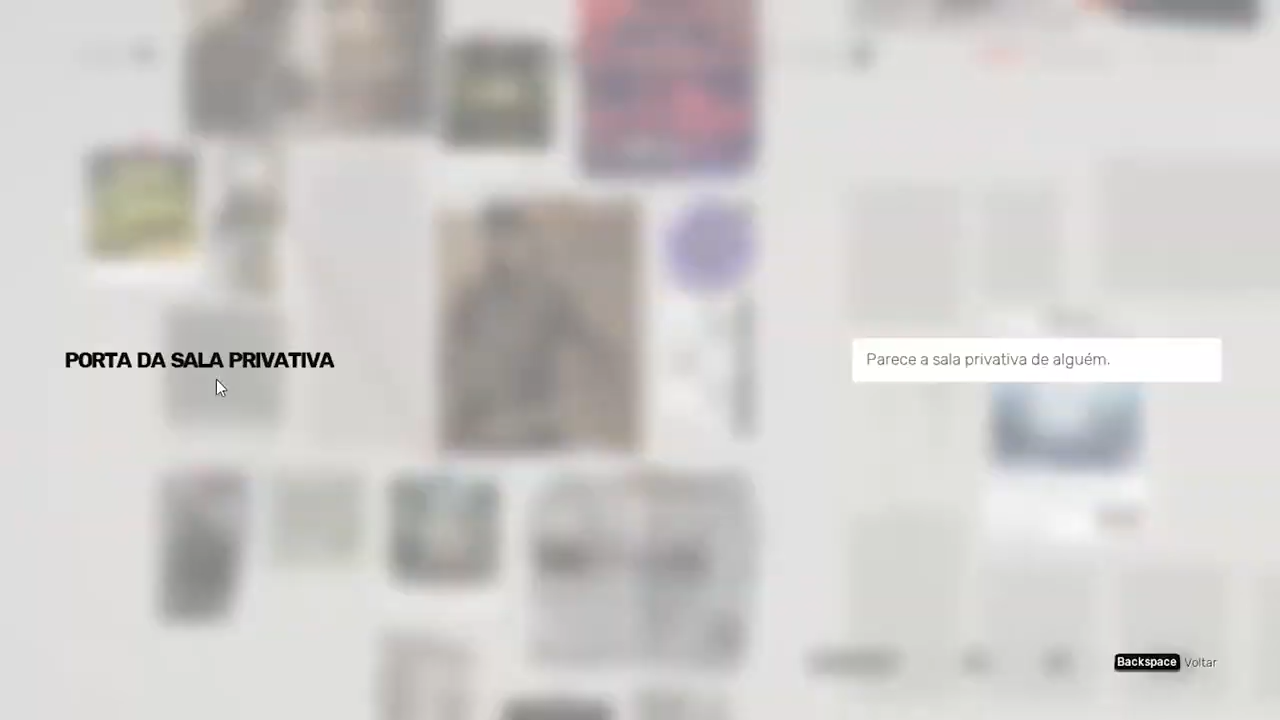 PORTA DA SALA PRIVATIVA
Parece a sala privativa de alguém.
Backspace Voltar